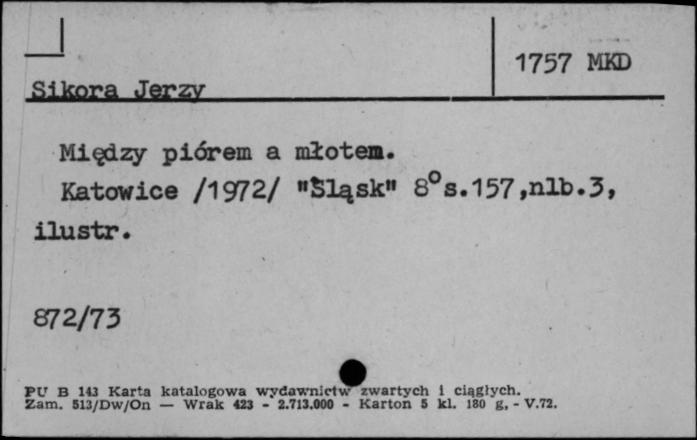 1757 MKD
Sikora Jerzy
Między piórem a młotem.
Katowice /1972/ "Śląsk" 8° s.157,nlb.3,
ilustr.
872/73
PU B 143 Karta katalogowa wydawnictw zwartych i ciągłych.
Zam. 513/Dw/On — Wrak 423 - 2.713.000 - Karton 5 kl. 180 g. - V.72.